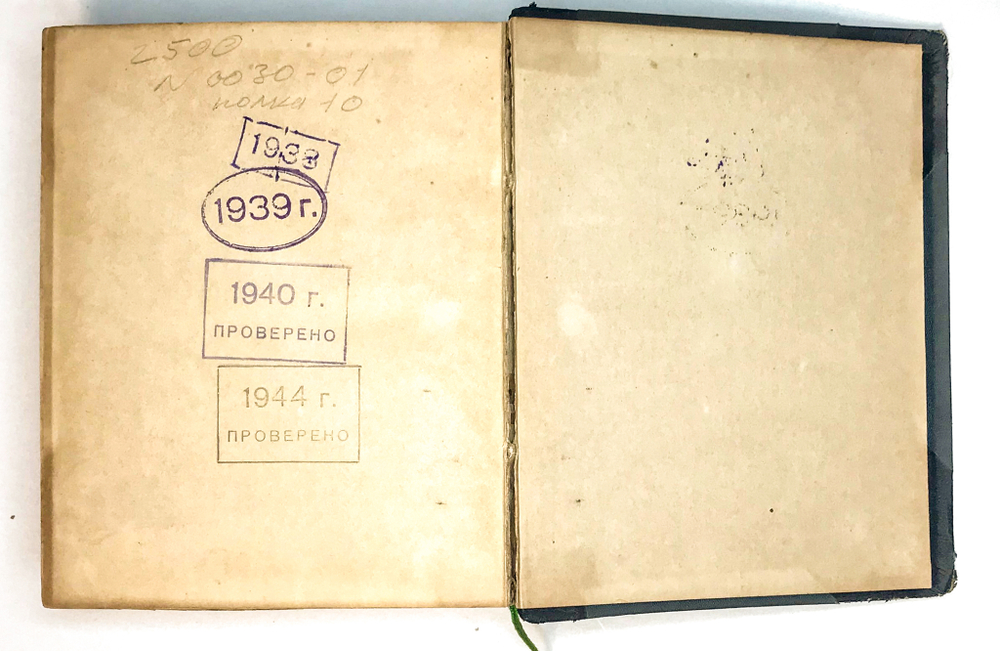 2500
N 0030-01
полка 10
1938
1939 г.
1940 г.
ПРОВЕРЕНО
1944 г.
ПРОВЕРЕНО